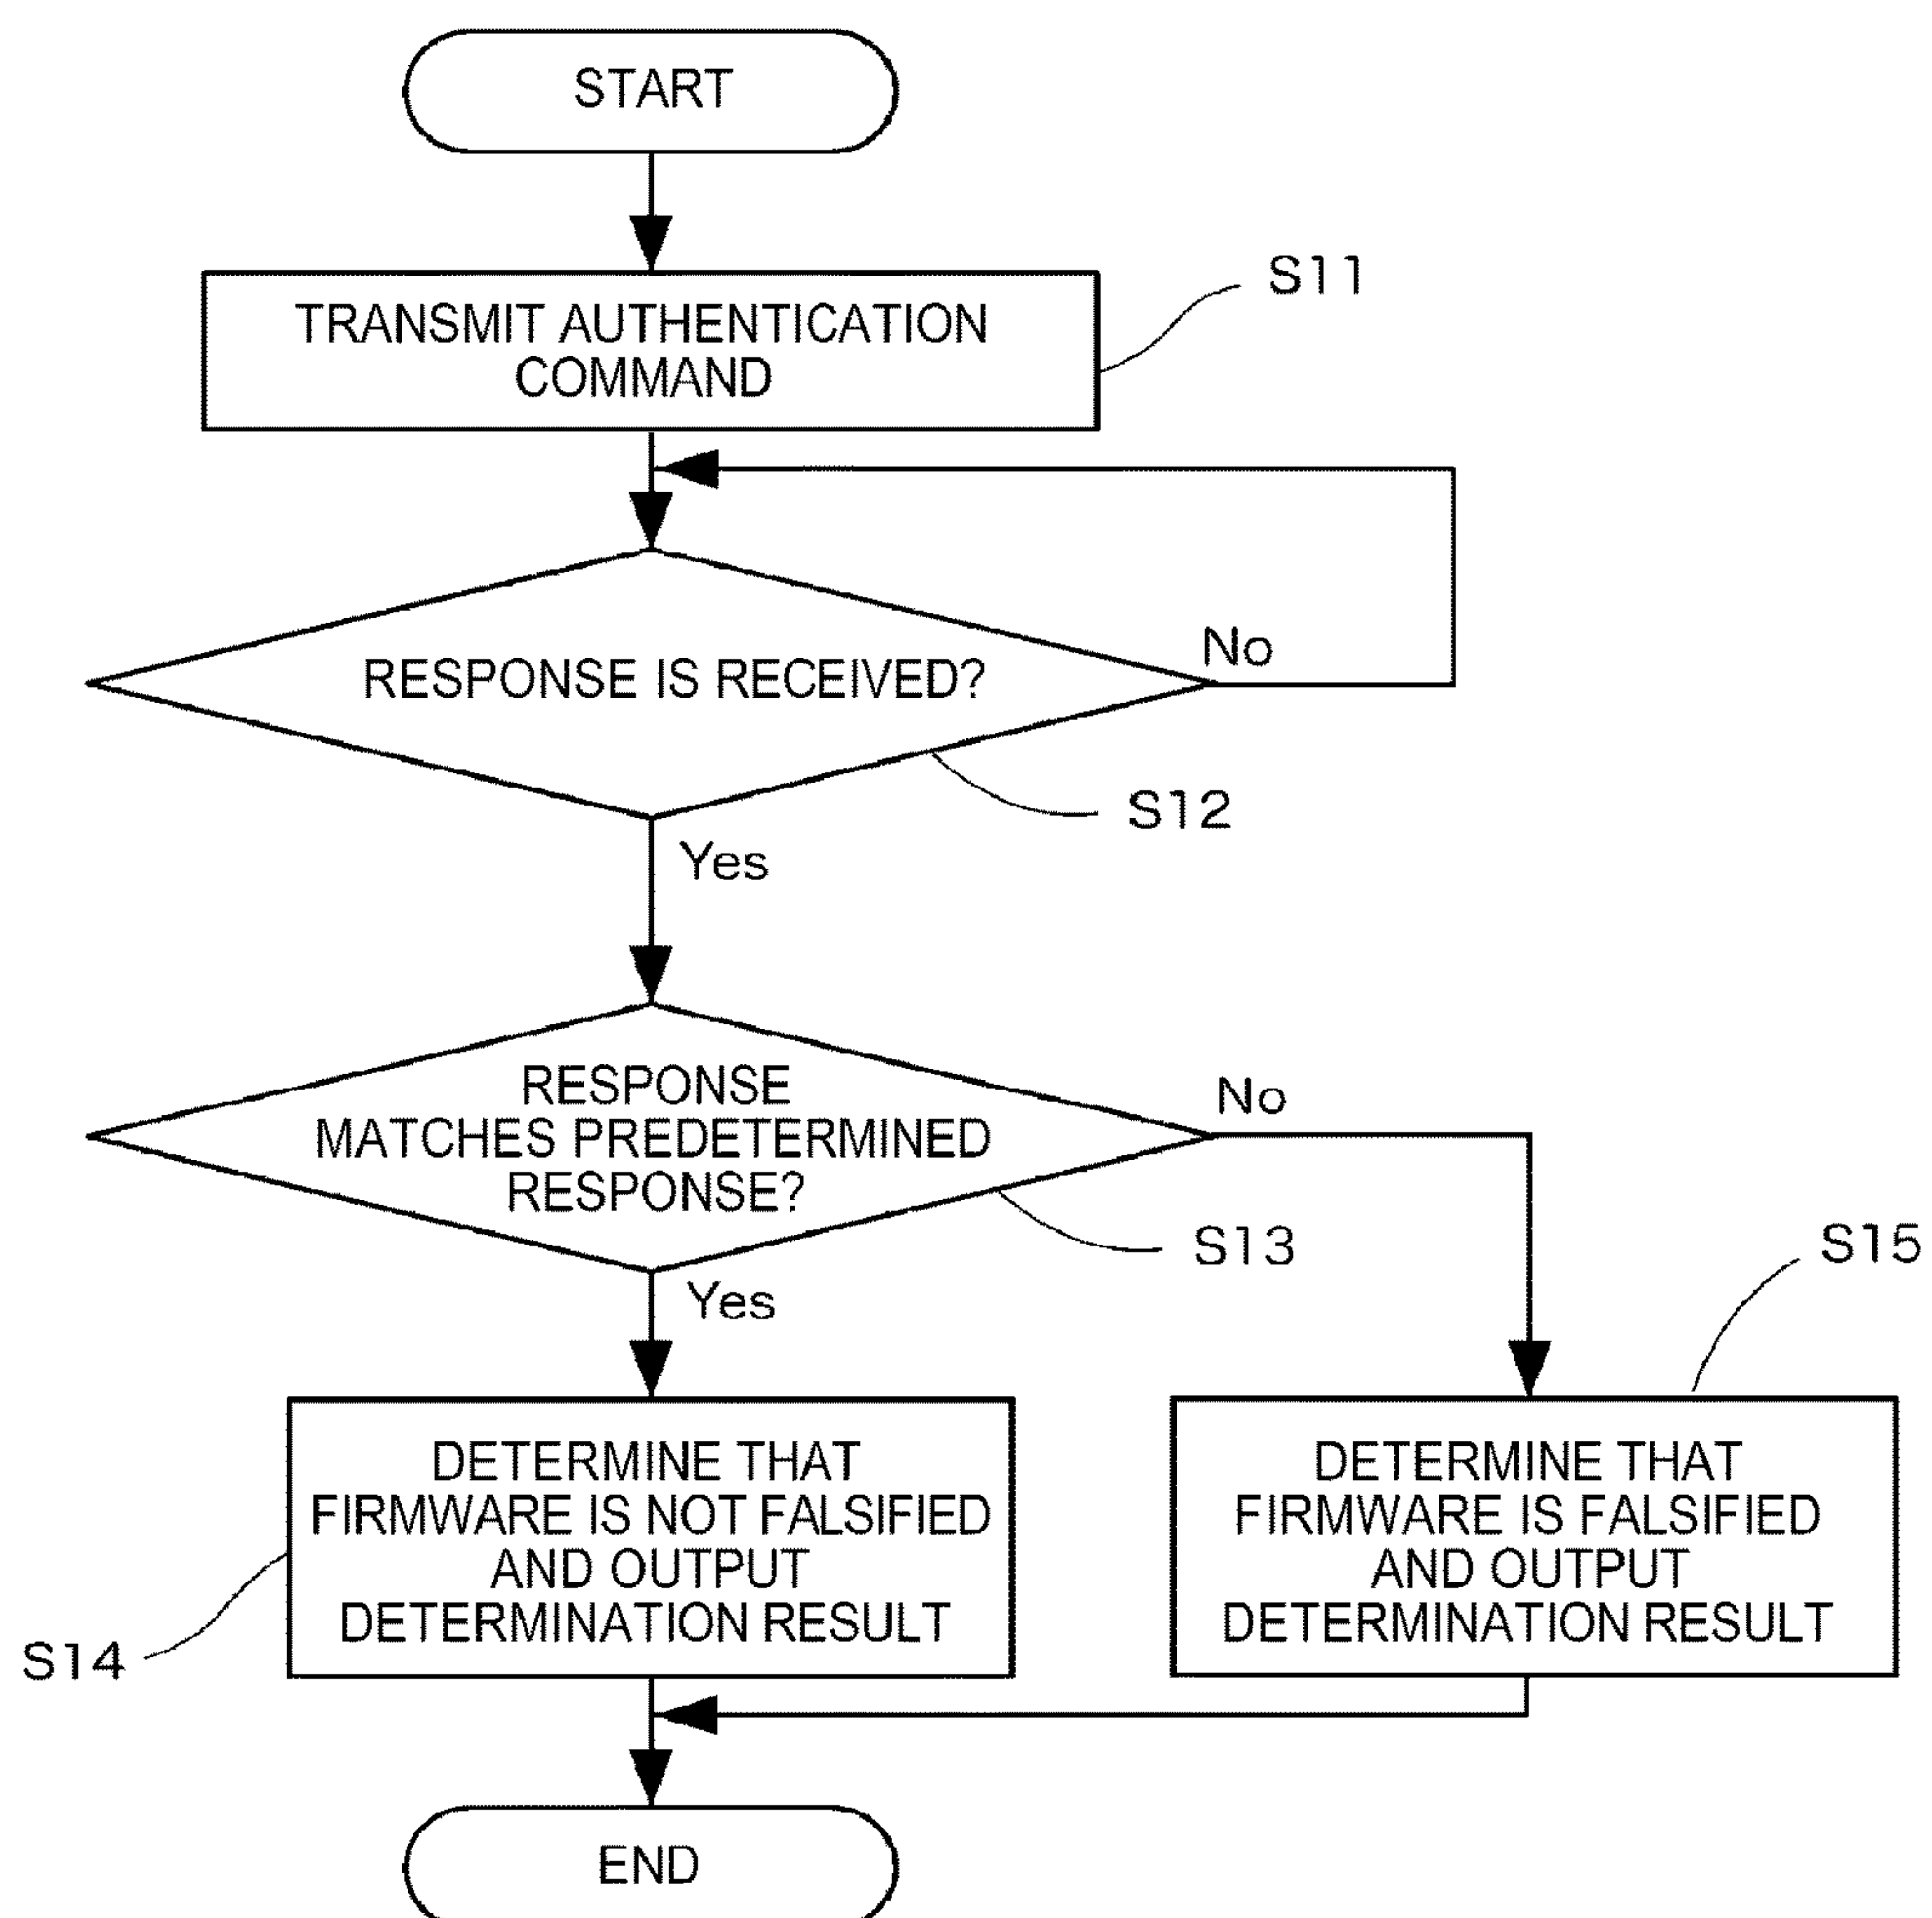 START
S11
TRANSMIT AUTHENTICATION
COMMAND
No
RESPONSE IS RECEIVED?
S12
Yes
RESPONSE
No
MATCHES PREDETERMINED
RESPONSE?
S13
S15
Yes
DETERMINE THAT
FIRMWARE IS NOT FALSIFIED
AND OUTPUT
DETERMINATION RESULT
DETERMINE THAT
FIRMWARE IS FALSIFIED
AND OUTPUT
DETERMINATION RESULT
S14
END